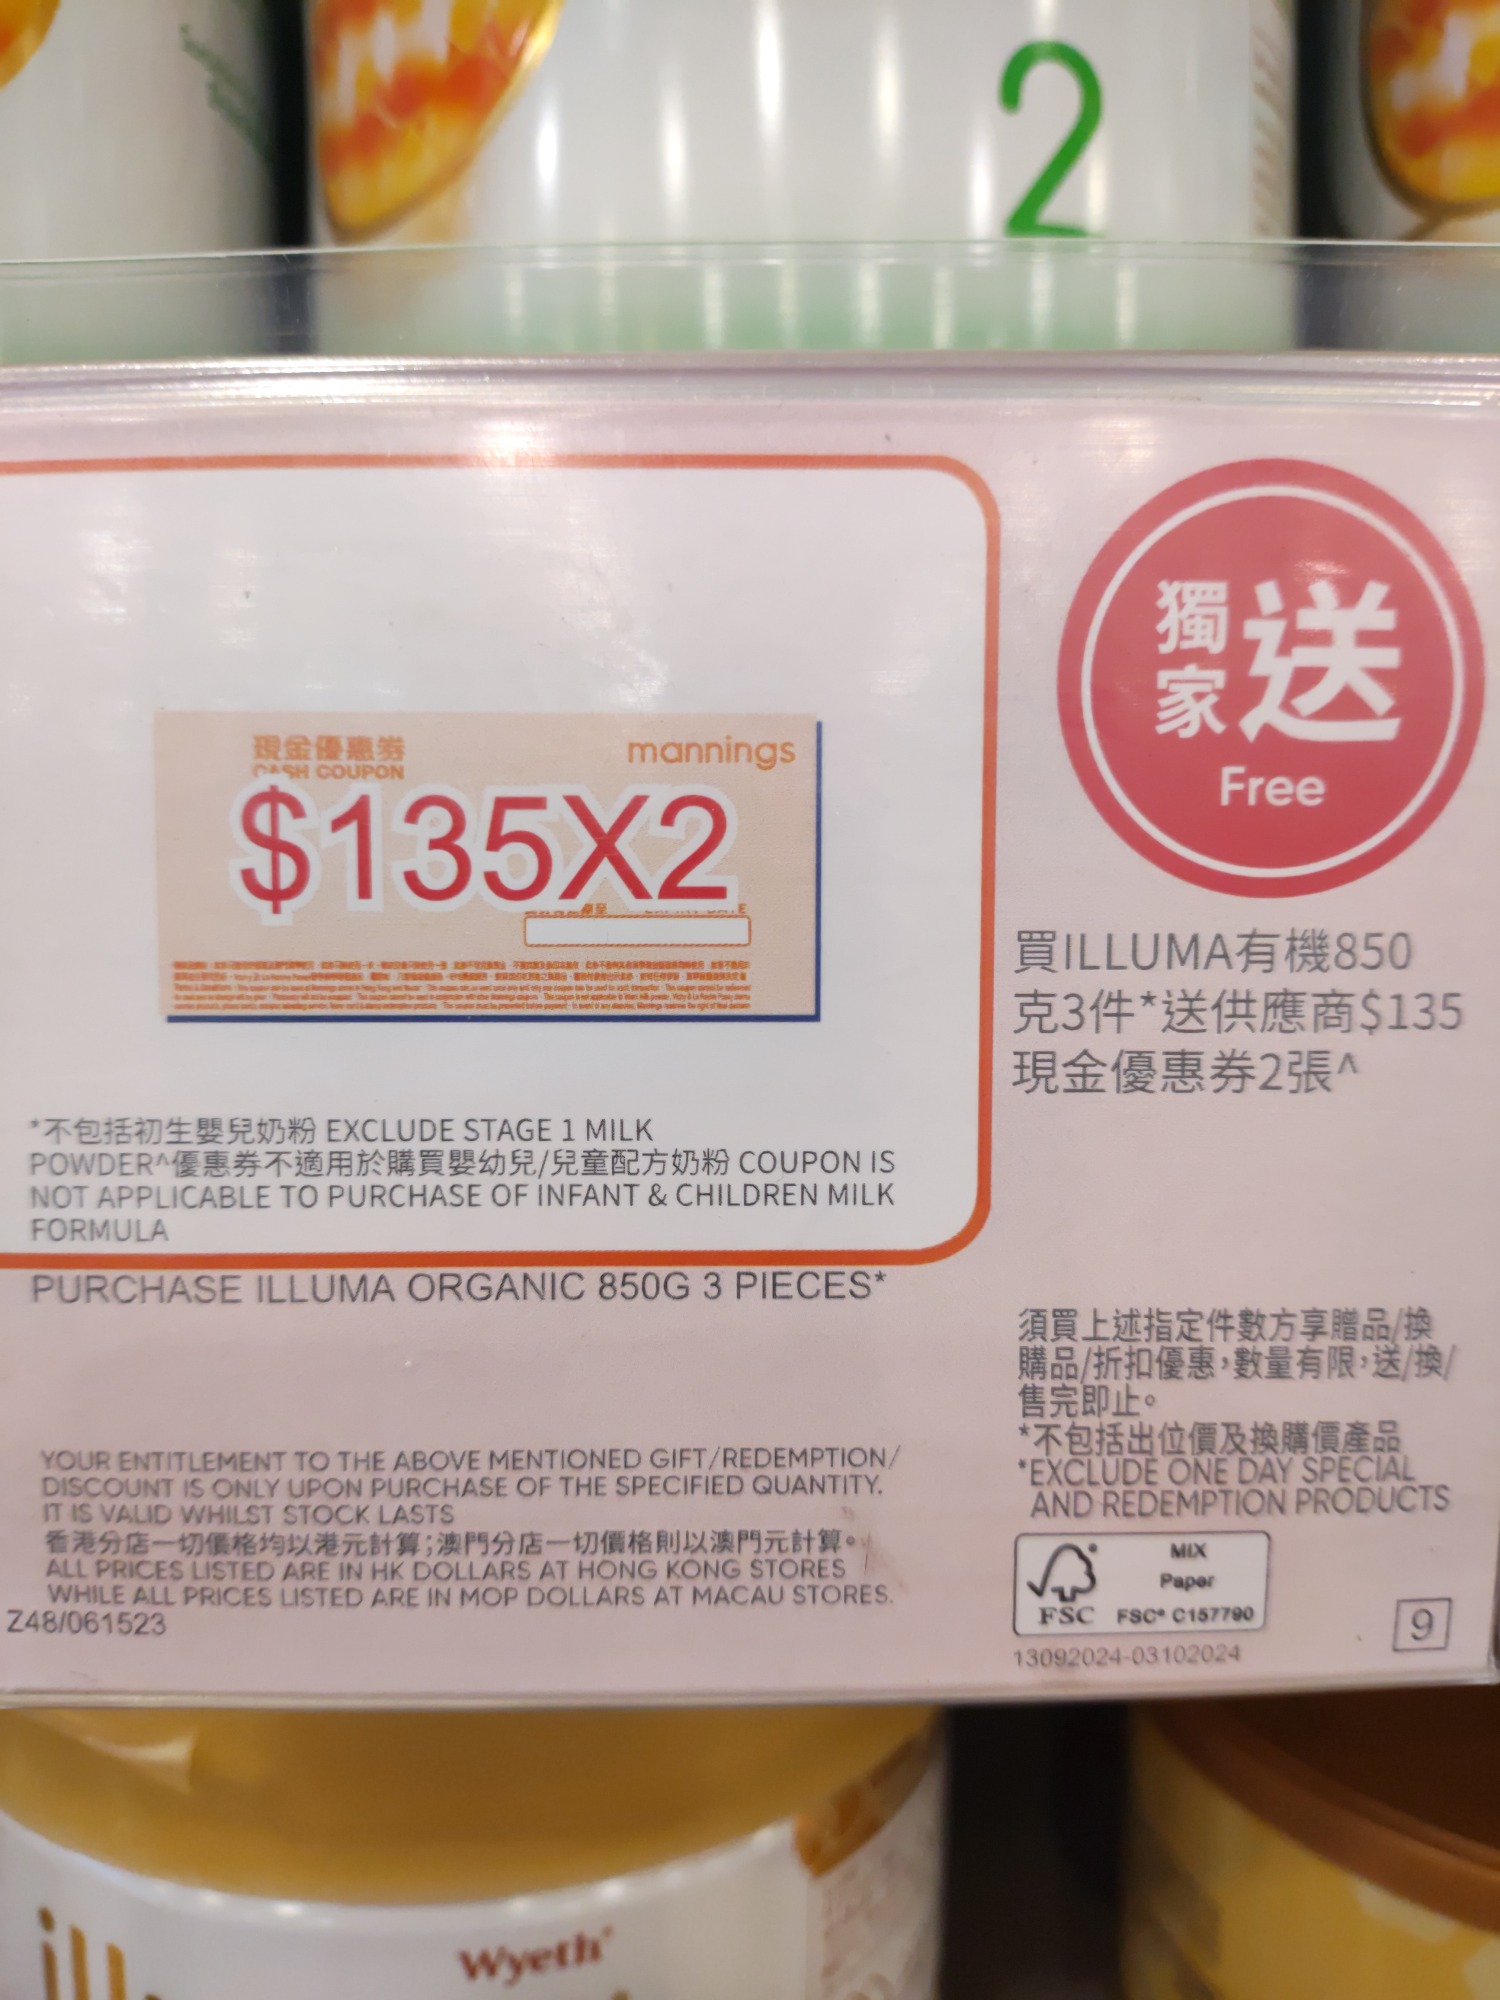 2
現金優惠券
CASH COUPON
mannings
$135X2
*不包括初生嬰兒奶粉 EXCLUDE STAGE 1 MILK
POWDER^優惠券不適用於購買嬰幼兒/兒童配方奶粉 COUPON IS
NOT APPLICABLE TO PURCHASE OF INFANT & CHILDREN MILK
FORMULA
PURCHASE ILLUMA ORGANIC 850G 3 PIECES*
YOUR ENTITLEMENT TO THE ABOVE MENTIONED GIFT/REDEMPTION/
DISCOUNT IS ONLY UPON PURCHASE OF THE SPECIFIED QUANTITY.
IT IS VALID WHILST STOCK LASTS
香港分店一切價格均以港元計算;澳門分店一切價格則以澳門元計算。
ALL PRICES LISTED ARE IN HK DOLLARS AT HONG KONG STORES
WHILE ALL PRICES LISTED ARE IN MOP DOLLARS AT MACAU STORES.
Z48/061523
獨家送
Free
買ILLUMA有機850
克3件*送供應商$135
現金優惠券2張^
須買上述指定件數方享贈品/換
購品/折扣優惠,數量有限,送/換/
售完即止。
*不包括出位價及換購價產品
*EXCLUDE ONE DAY SPECIAL
AND REDEMPTION PRODUCTS
MIX
Paper
FSC FSC® C157790
13092024-03102024
9
Wyeth®